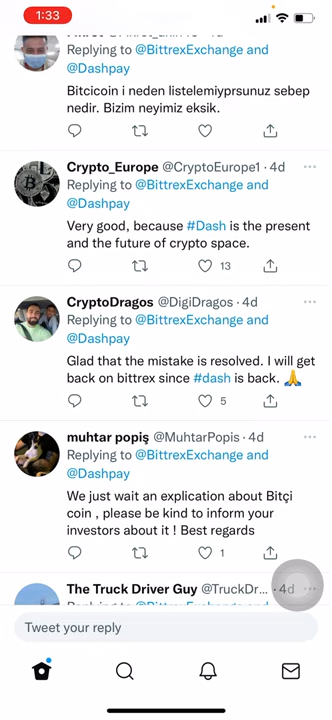 1:33
Replying to @BittrexExchange and
@Dashpay
Bitcicoin i neden listelemiyprsunuz sebep
nedir. Bizim neyimiz eksik.
Crypto_Europe @CryptoEurope1 · 4d
Replying to @BittrexExchange and
@Dashpay
Very good, because #Dash is the present
and the future of crypto space.
13
CryptoDragos @DigiDragos · 4d
Replying to @BittrexExchange and
@Dashpay
Glad that the mistake is resolved. I will get
back on bittrex since #dash is back. 🙏
5
muhtar popiş @MuhtarPopis · 4d
Replying to @BittrexExchange and
@Dashpay
We just wait an explication about Bitçi
coin , please be kind to inform your
investors about it ! Best regards
1
The Truck Driver Guy @TruckDr... · 4d
Replying to @BittrexExchange and
Tweet your reply